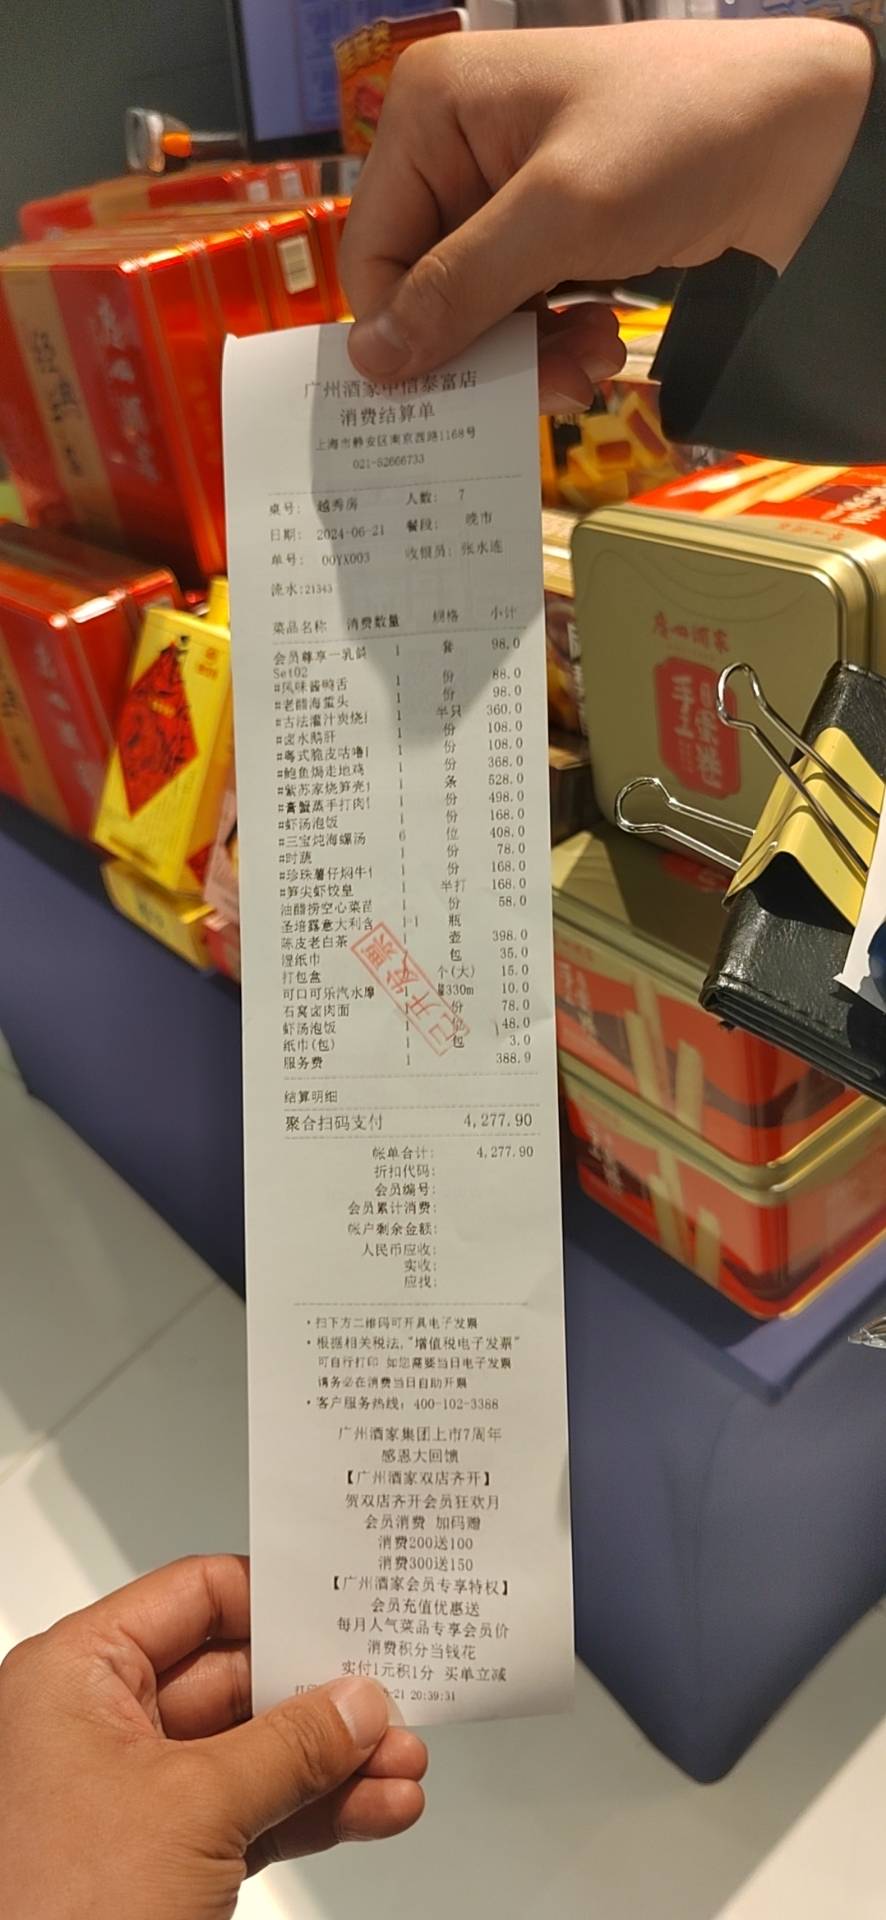 广州酒家中信泰富店
消费结算单
上海市静安区南京西路1168号
021-52666733
桌号: 越秀房 人数: 7
日期: 2024-06-21 餐段: 晚市
单号: 00YX003 收银员: 张水连
流水:21343
菜品名称 消费数量 规格 小计
会员尊享一乳鸽 1 套 98.0
Set02
#风味酱鸭舌 1 份 88.0
#老醋海蜇头 1 份 98.0
#古法灌汁炭烧 1 半只 360.0
#卤水鹅肝 1 份 108.0
#粤式脆皮咕噜 1 份 108.0
#鲍鱼焗走地鸡 1 份 368.0
#紫苏家烧笋壳 1 条 528.0
#膏蟹蒸手打肉 1 份 498.0
#虾汤泡饭 1 份 168.0
#三宝炖海螺汤 6 位 408.0
#时蔬 1 份 78.0
#珍珠薯仔焖牛 1 份 168.0
#笋尖虾饺皇 1 半打 168.0
油醋捞空心菜苗 1 份 58.0
圣培露意大利含 瓶
陈皮老白茶 1 壶 398.0
湿纸巾 包 35.0
打包盒 个(大) 15.0
可口可乐汽水摩 1 330m 10.0
石窝卤肉面 1 份 78.0
虾汤泡饭 1 48.0
纸巾(包) 1 包 3.0
服务费 1 388.9
已开发票
结算明细
聚合扫码支付 4,277.90
帐单合计: 4,277.90
折扣代码:
会员编号:
会员累计消费:
帐户剩余金额:
人民币应收:
实收:
应找:
·扫下方二维码可开具电子发票
·根据相关税法,"增值税电子发票"
可自行打印 如您需要当日电子发票
请务必在消费当日自助开票
·客户服务热线: 400-102-3388
广州酒家集团上市7周年
感恩大回馈
【广州酒家双店齐开】
贺双店齐开会员狂欢月
会员消费 加码赠
消费200送100
消费300送150
【广州酒家会员专享特权】
会员充值优惠送
每月人气菜品专享会员价
消费积分当钱花
实付1元积1分 买单立减
-21 20:39:31
广州酒家
手工蛋卷